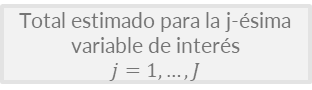 Total estimado para la j-ésima
variable de interés
j = 1, ..., J